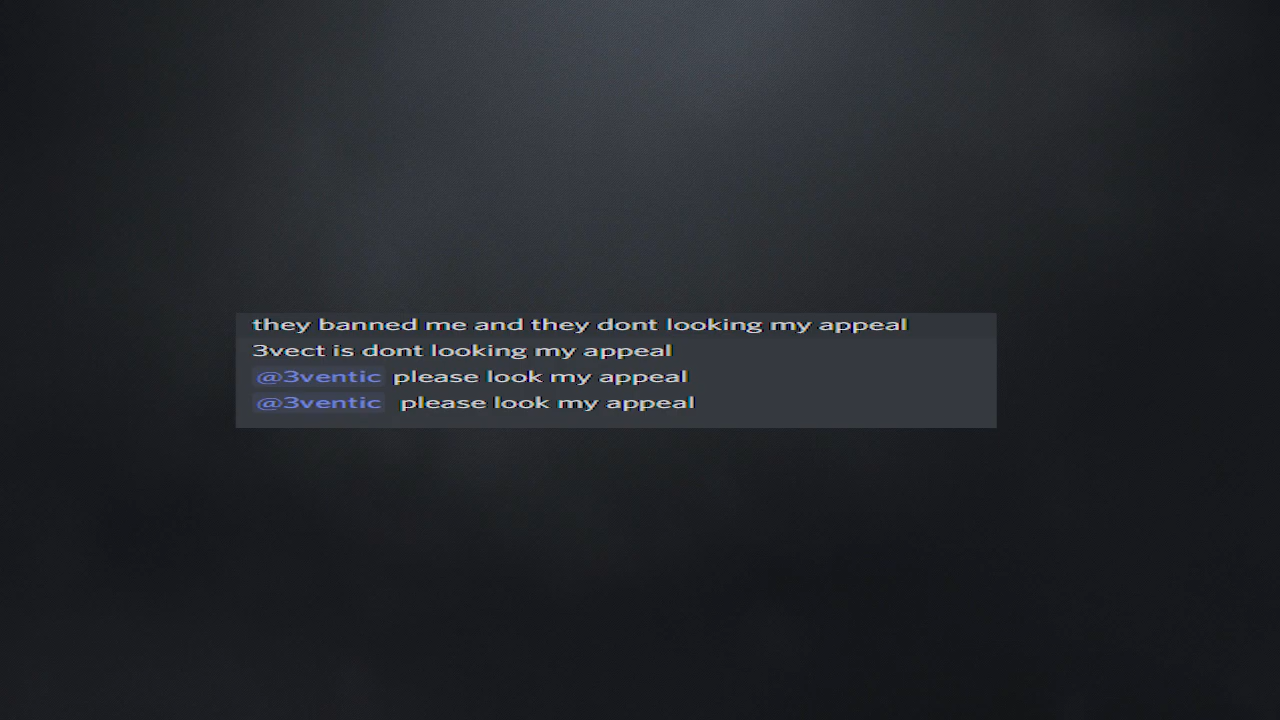 they banned me and they dont looking my appeal
3vect is dont looking my appeal
@3ventic please look my appeal
@3ventic please look my appeal